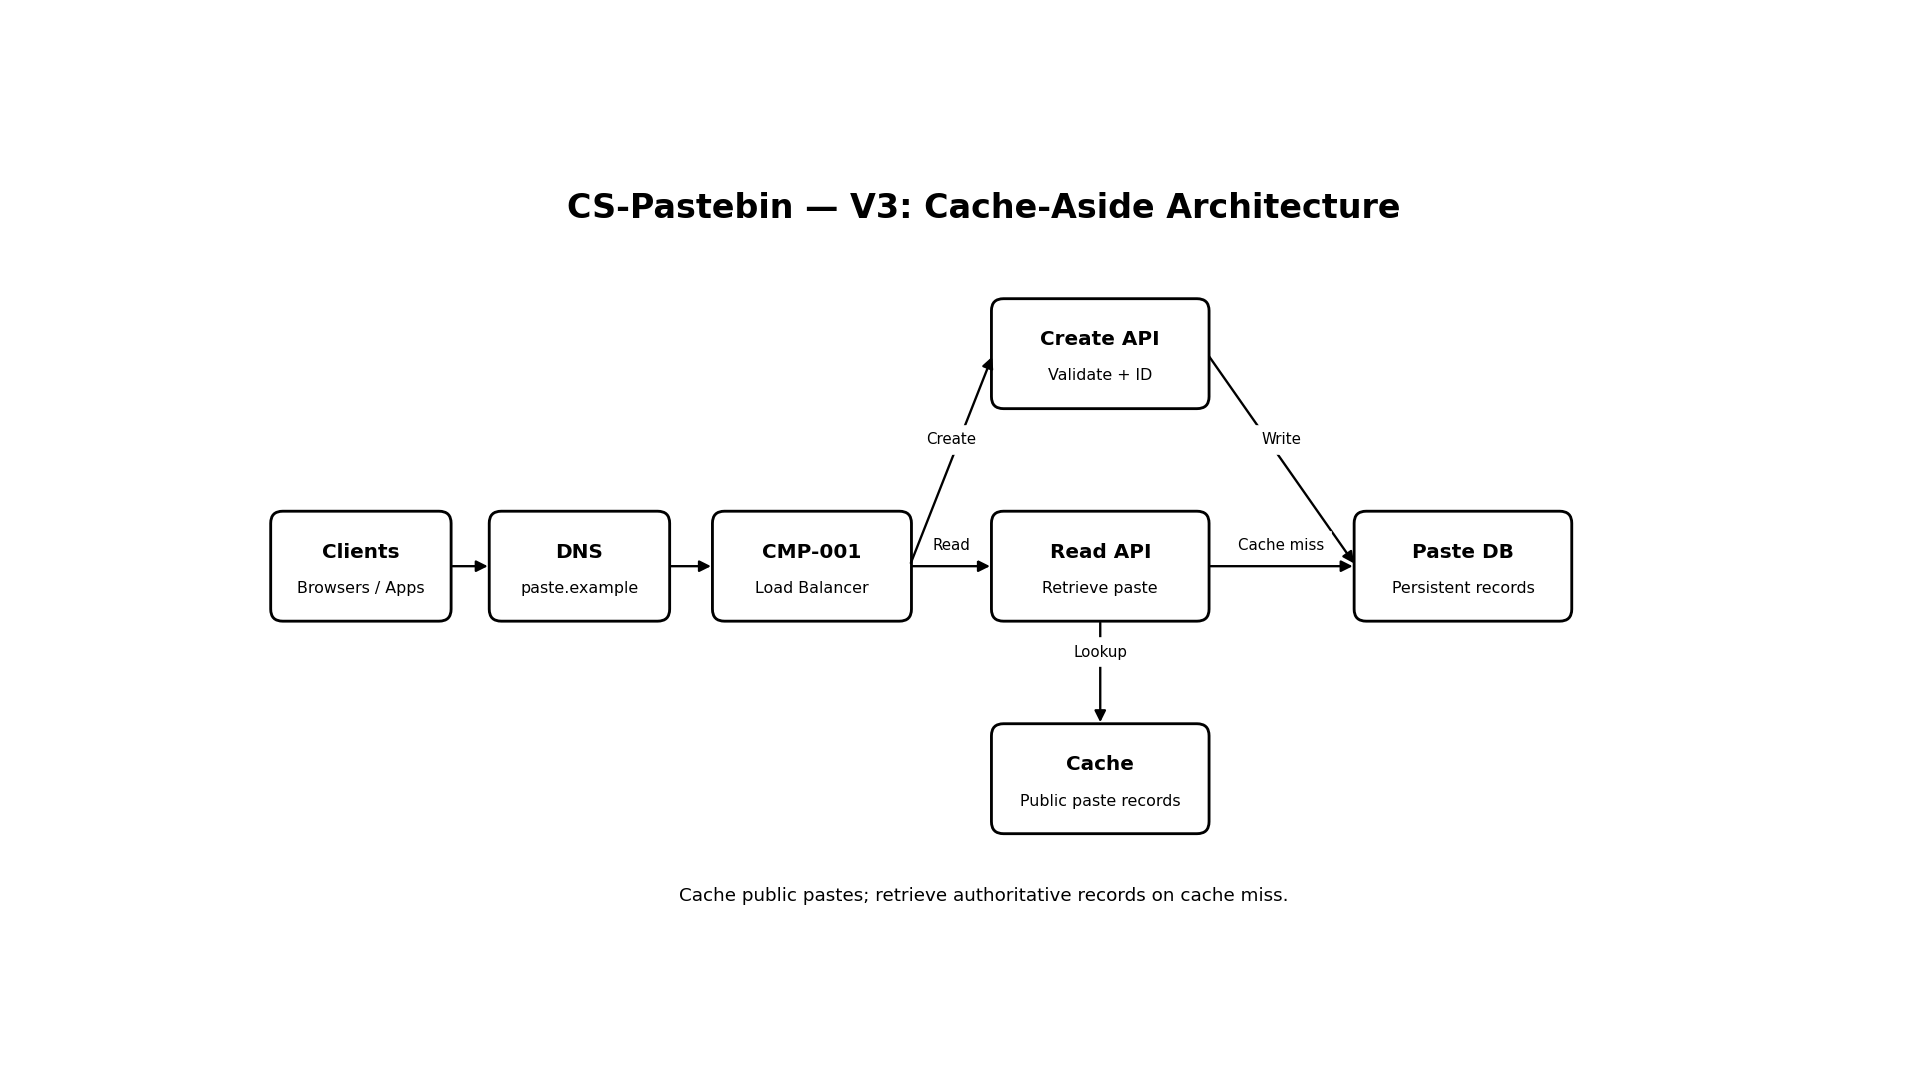 CS-Pastebin — V3: Cache-Aside Architecture
Create API
Validate + ID
Create
Write
Clients
Browsers / Apps
DNS
paste.example
CMP-001
Load Balancer
Read
Read API
Retrieve paste
Cache miss
Paste DB
Persistent records
Lookup
Cache
Public paste records
Cache public pastes; retrieve authoritative records on cache miss.